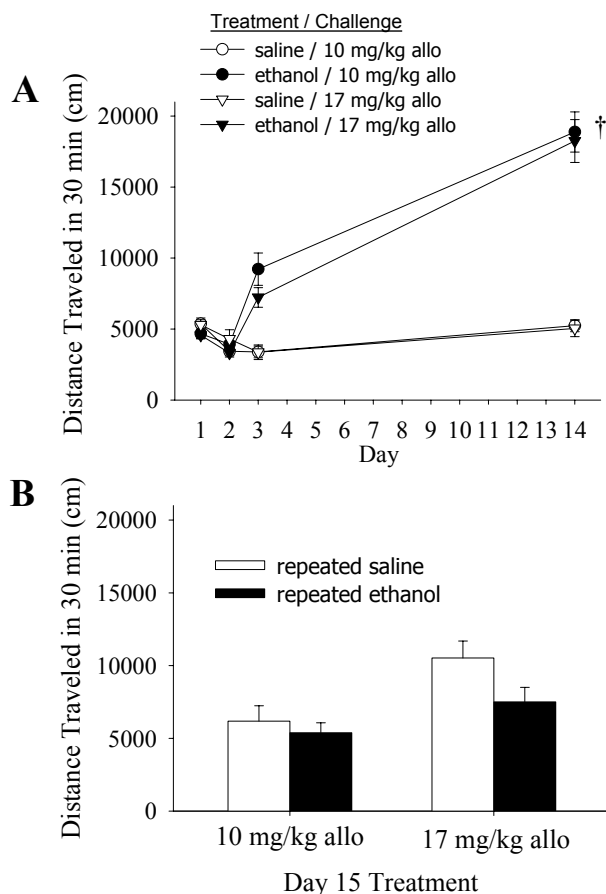 Treatment / Challenge
saline / 10 mg/kg allo
ethanol / 10 mg/kg allo
saline / 17 mg/kg allo
ethanol / 17 mg/kg allo
A
Distance Traveled in 30 min (cm)
20000
15000
10000
5000
0
†
1 2 3 4 5 6 7 8 9 10 11 12 13 14
Day
B
Distance Traveled in 30 min (cm)
20000
15000
10000
5000
0
repeated saline
repeated ethanol
10 mg/kg allo 17 mg/kg allo
Day 15 Treatment